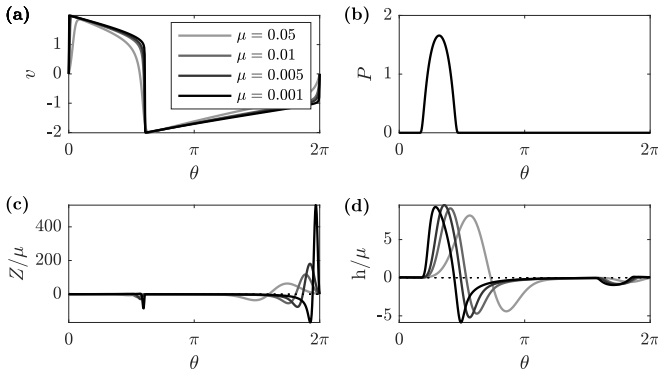 (a)
1
0
-1
-2
v
0
π
2π
θ
μ = 0.05
μ = 0.01
μ = 0.005
μ = 0.001
(b)
2
1
0
P
0
π
2π
θ
(c)
400
200
0
Z/μ
0
π
2π
θ
(d)
5
0
-5
h/μ
0
π
2π
θ